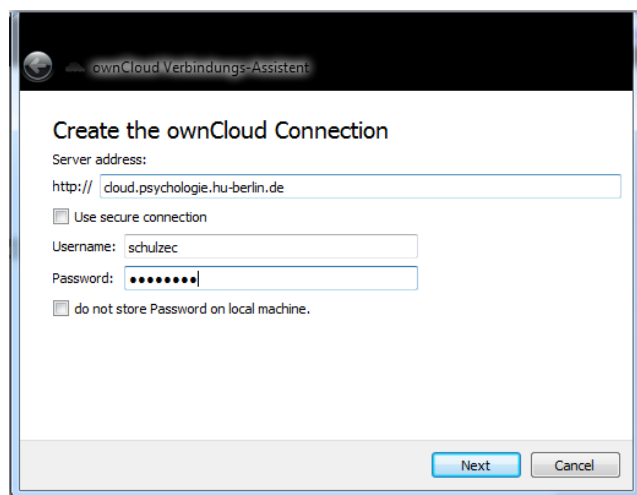 ownCloud Verbindungs-Assistent
Create the ownCloud Connection
Server address:
http:// cloud.psychologie.hu-berlin.de
Use secure connection
Username: schulzec
Password: ●●●●●●●●
do not store Password on local machine.
Next Cancel